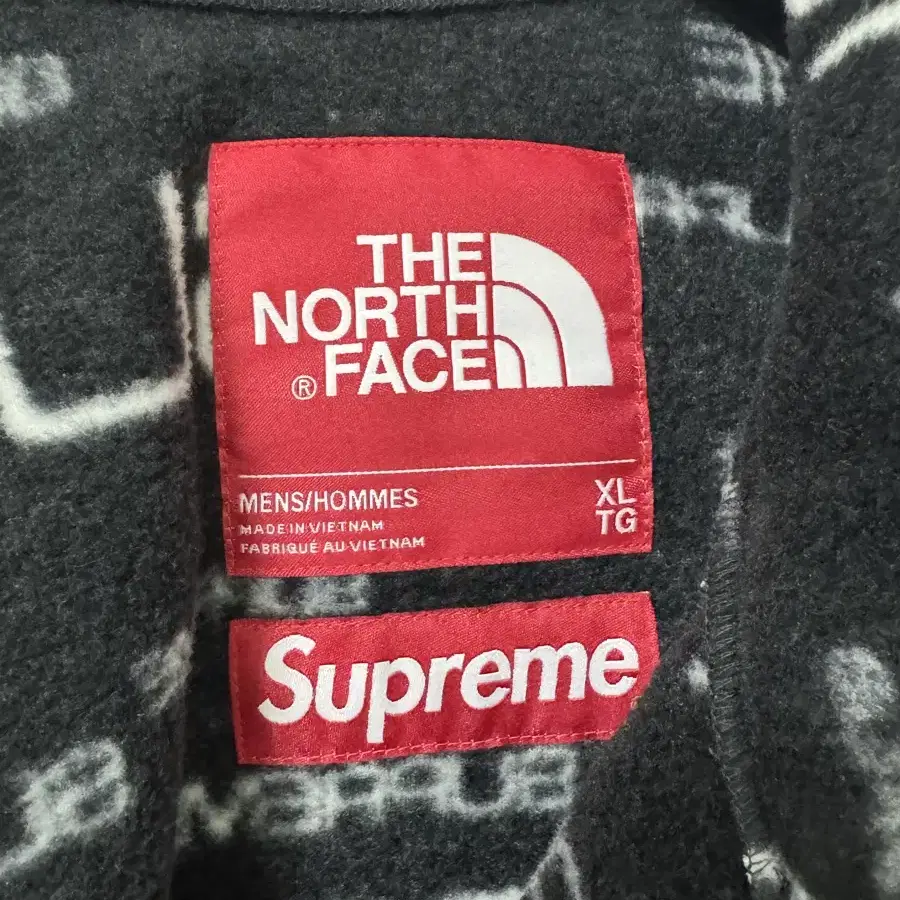 THE
NORTH
® FACE
MENS/HOMMES XL
MADE IN VIETNAM TG
FABRIQUÉ AU VIETNAM
Supreme